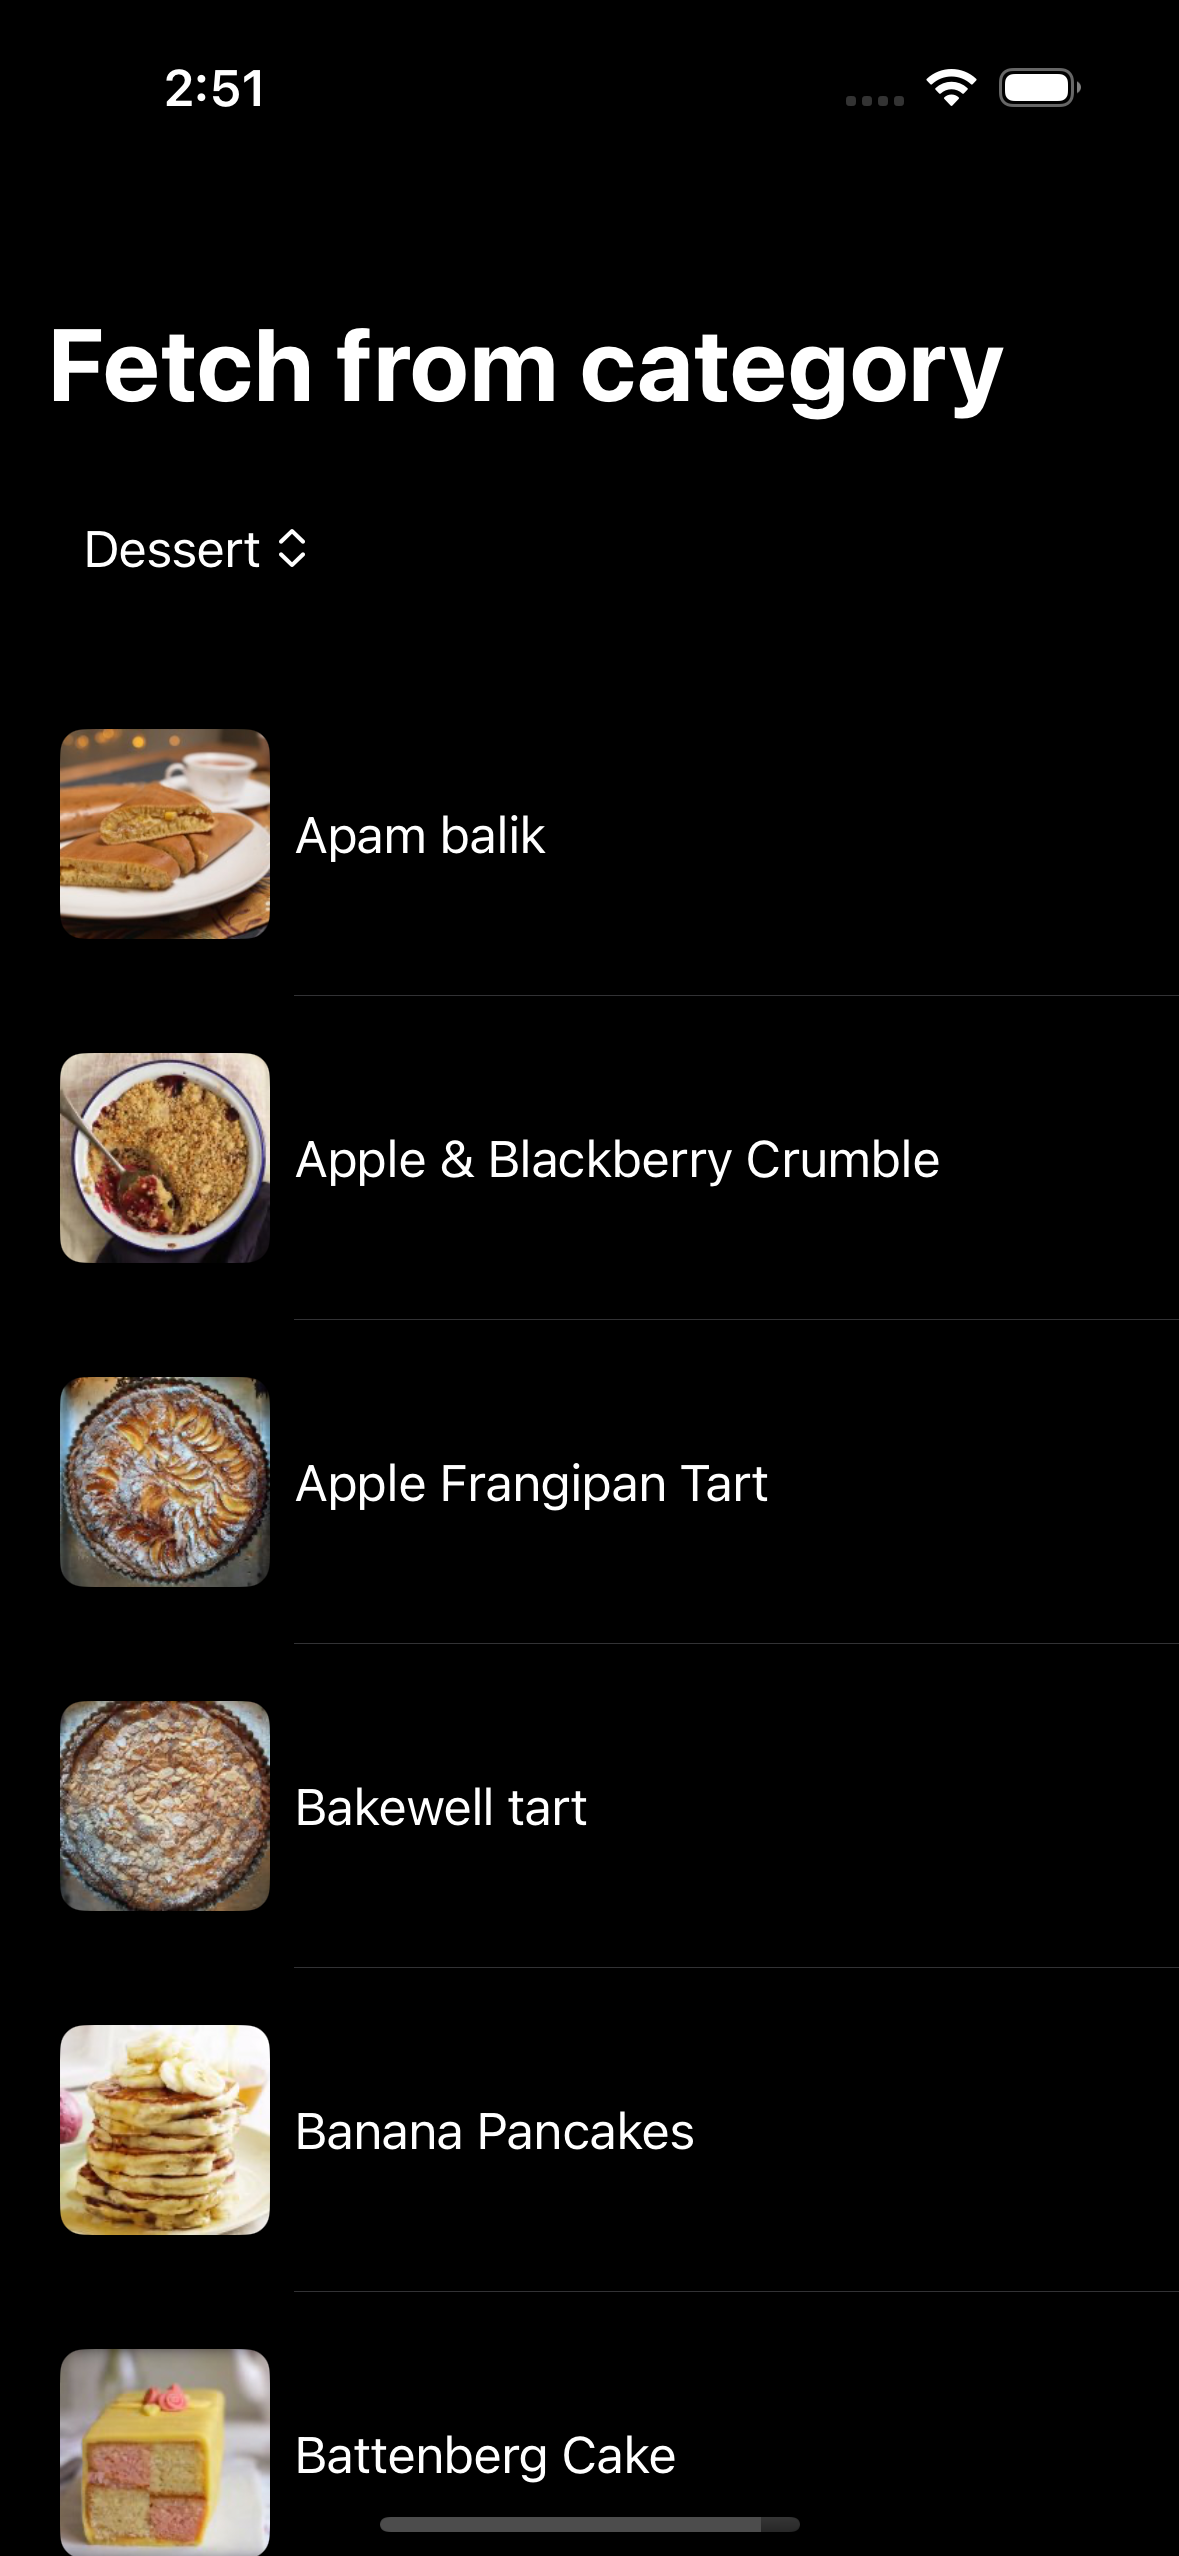 2:51
Fetch from category
Dessert
Apam balik
Apple & Blackberry Crumble
Apple Frangipan Tart
Bakewell tart
Banana Pancakes
Battenberg Cake